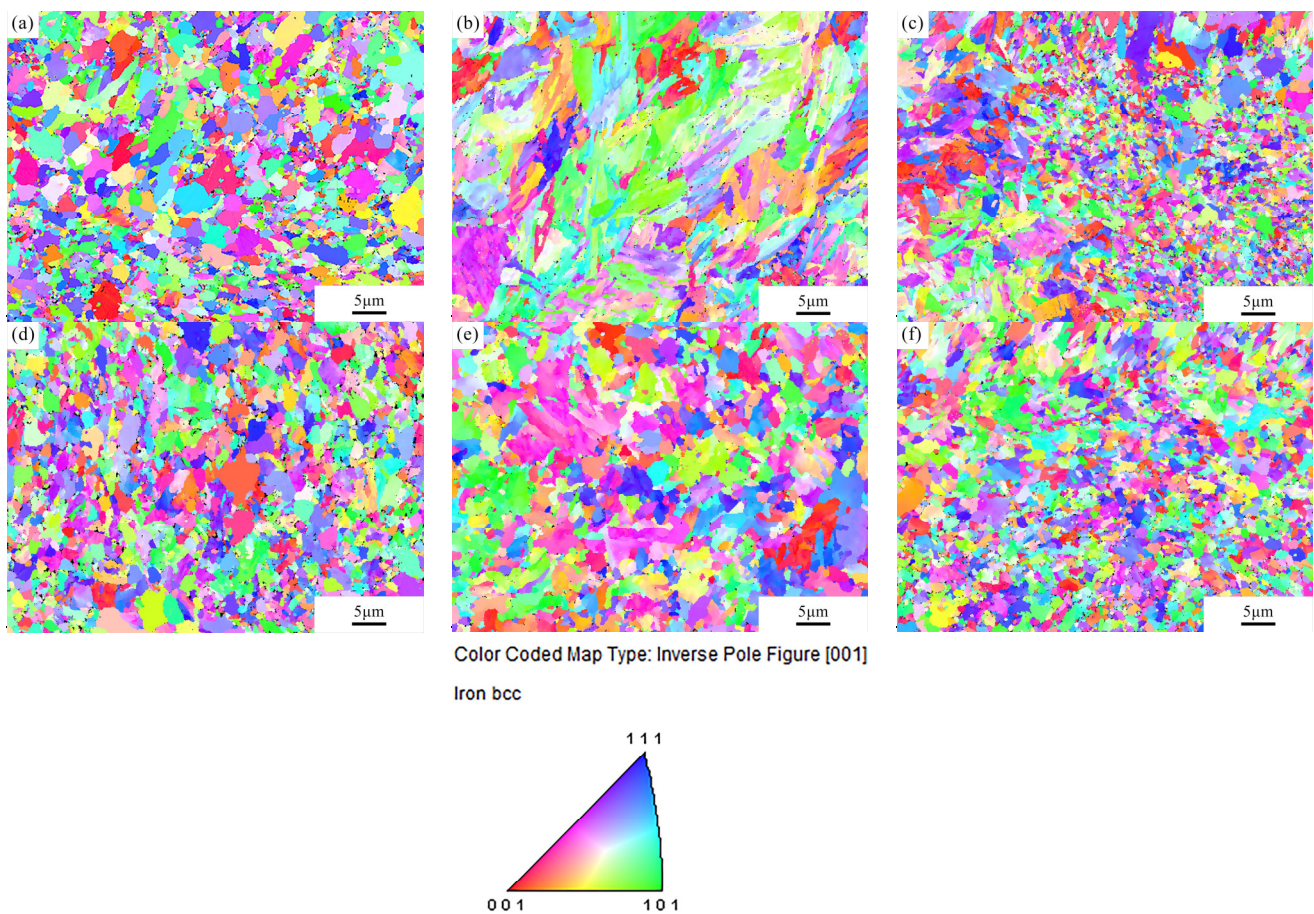 (a)
(b)
(c)
5μm
5μm
5μm
(d)
(e)
(f)
5μm
5μm
5μm
Color Coded Map Type: Inverse Pole Figure [001]
Iron bcc
1 1 1
0 0 1
1 0 1